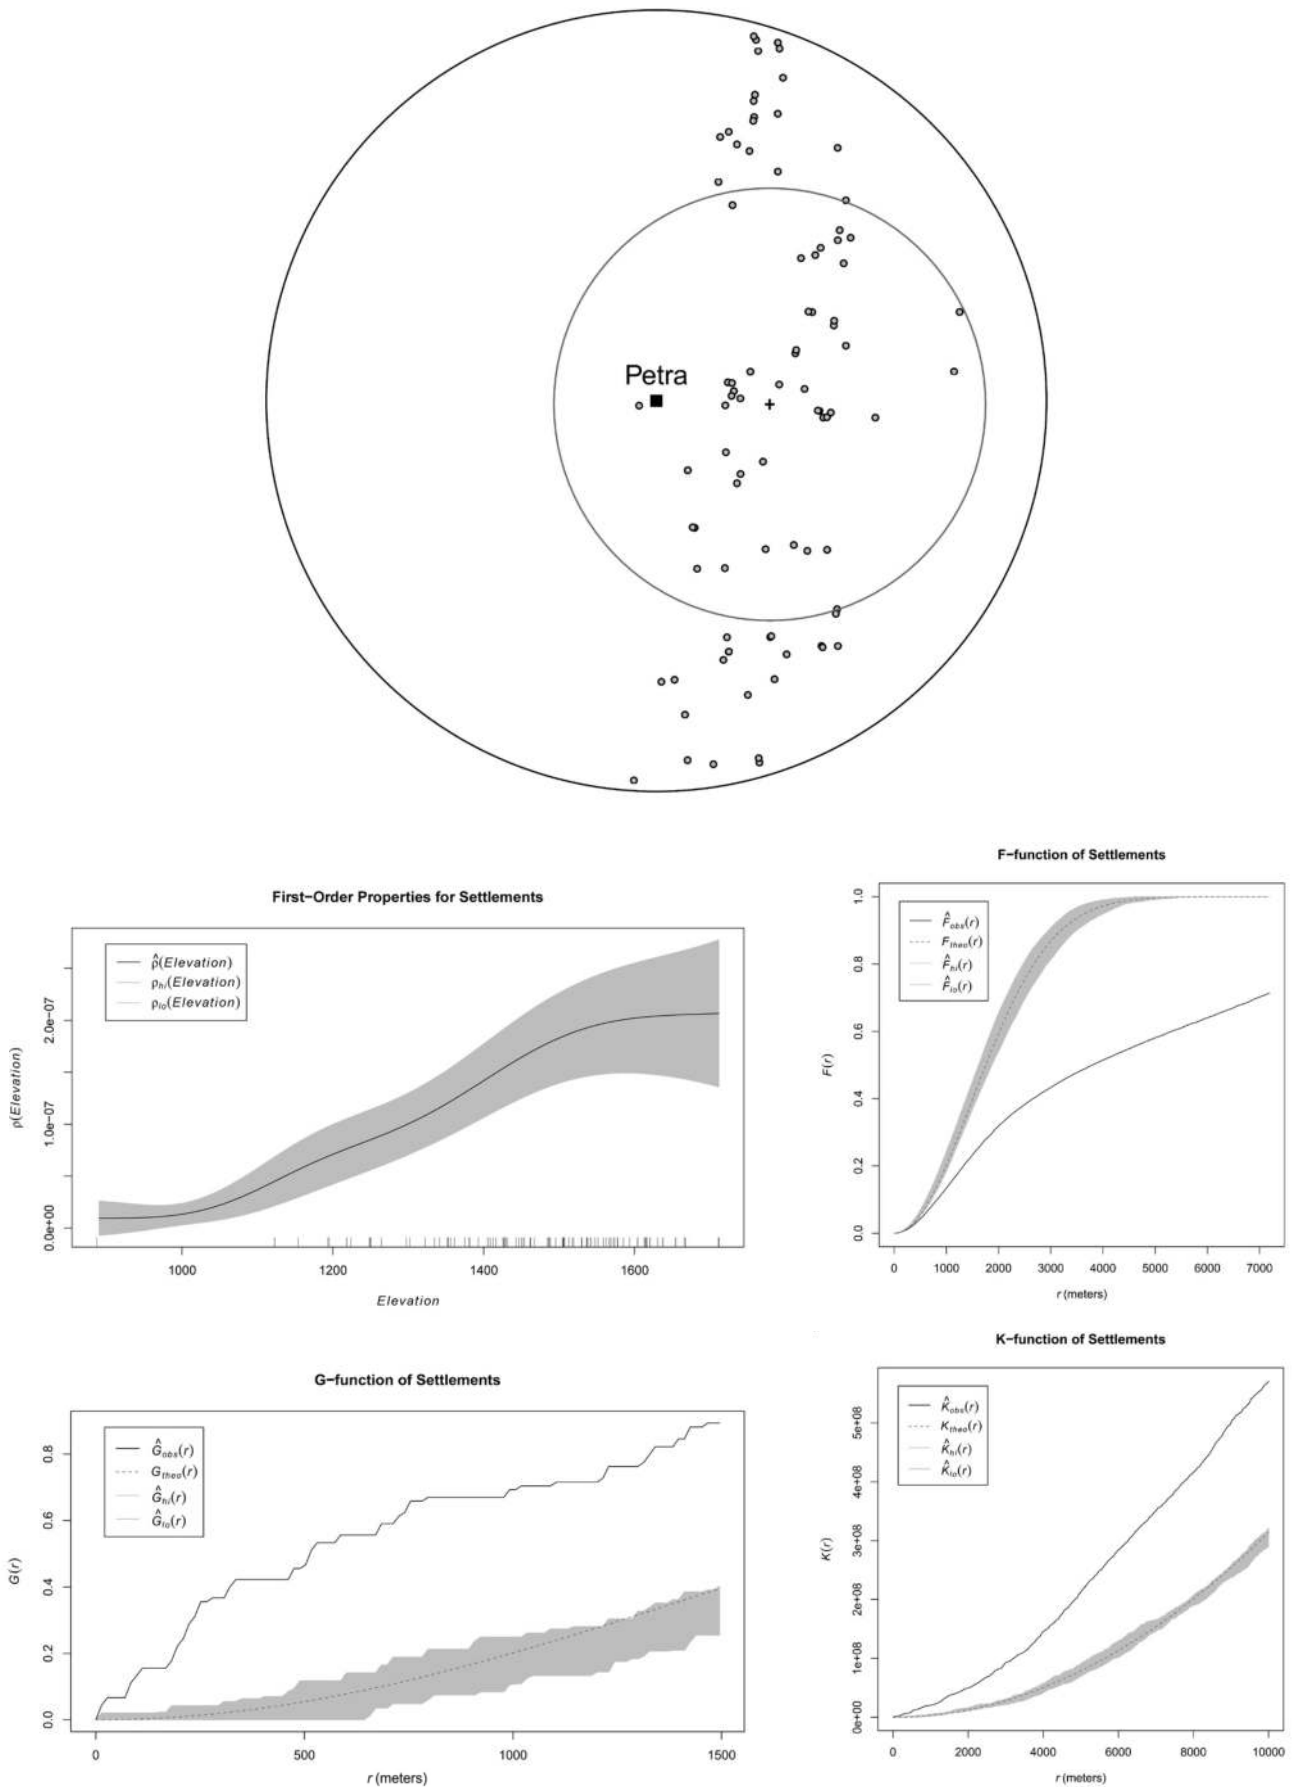 Petra
First−Order Properties for Settlements
ρ̂(Elevation)
ρhi(Elevation)
ρlo(Elevation)
ρ(Elevation)
0.0e+00 1.0e−07 2.0e−07
1000 1200 1400 1600
Elevation
F−function of Settlements
F̂obs(r)
Ftheo(r)
F̂hi(r)
F̂lo(r)
F(r)
0.0 0.2 0.4 0.6 0.8 1.0
0 1000 2000 3000 4000 5000 6000 7000
r (meters)
G−function of Settlements
Ĝobs(r)
Gtheo(r)
Ĝhi(r)
Ĝlo(r)
G(r)
0.0 0.2 0.4 0.6 0.8
0 500 1000 1500
r (meters)
K−function of Settlements
K̂obs(r)
Ktheo(r)
K̂hi(r)
K̂lo(r)
K(r)
0e+00 1e+08 2e+08 3e+08 4e+08 5e+08
0 2000 4000 6000 8000 10000
r (meters)